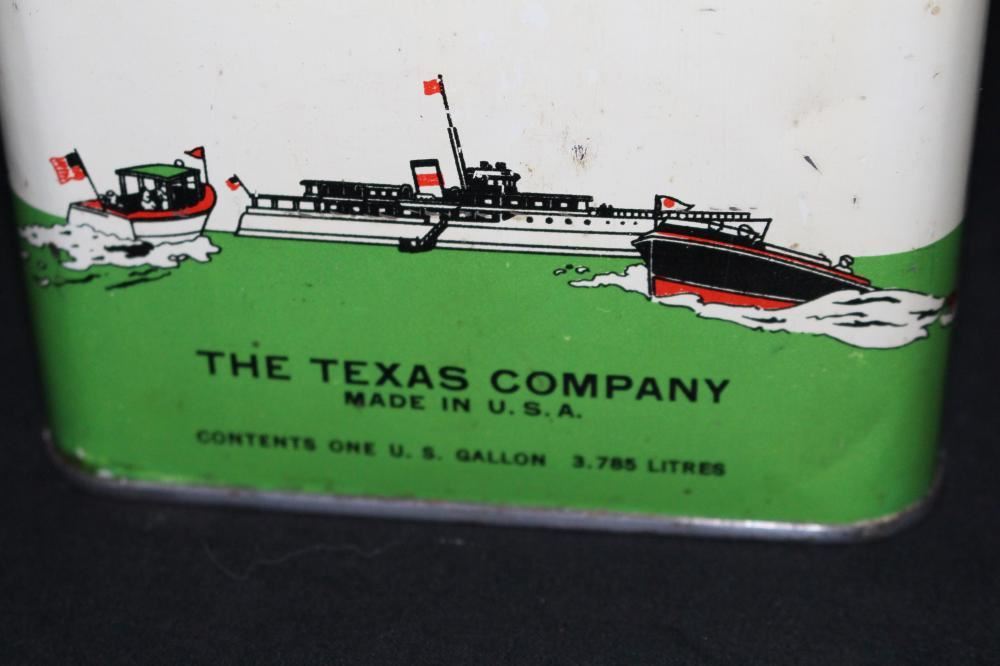 THE TEXAS COMPANY
MADE IN U.S.A.
CONTENTS ONE U. S. GALLON 3.785 LITRES